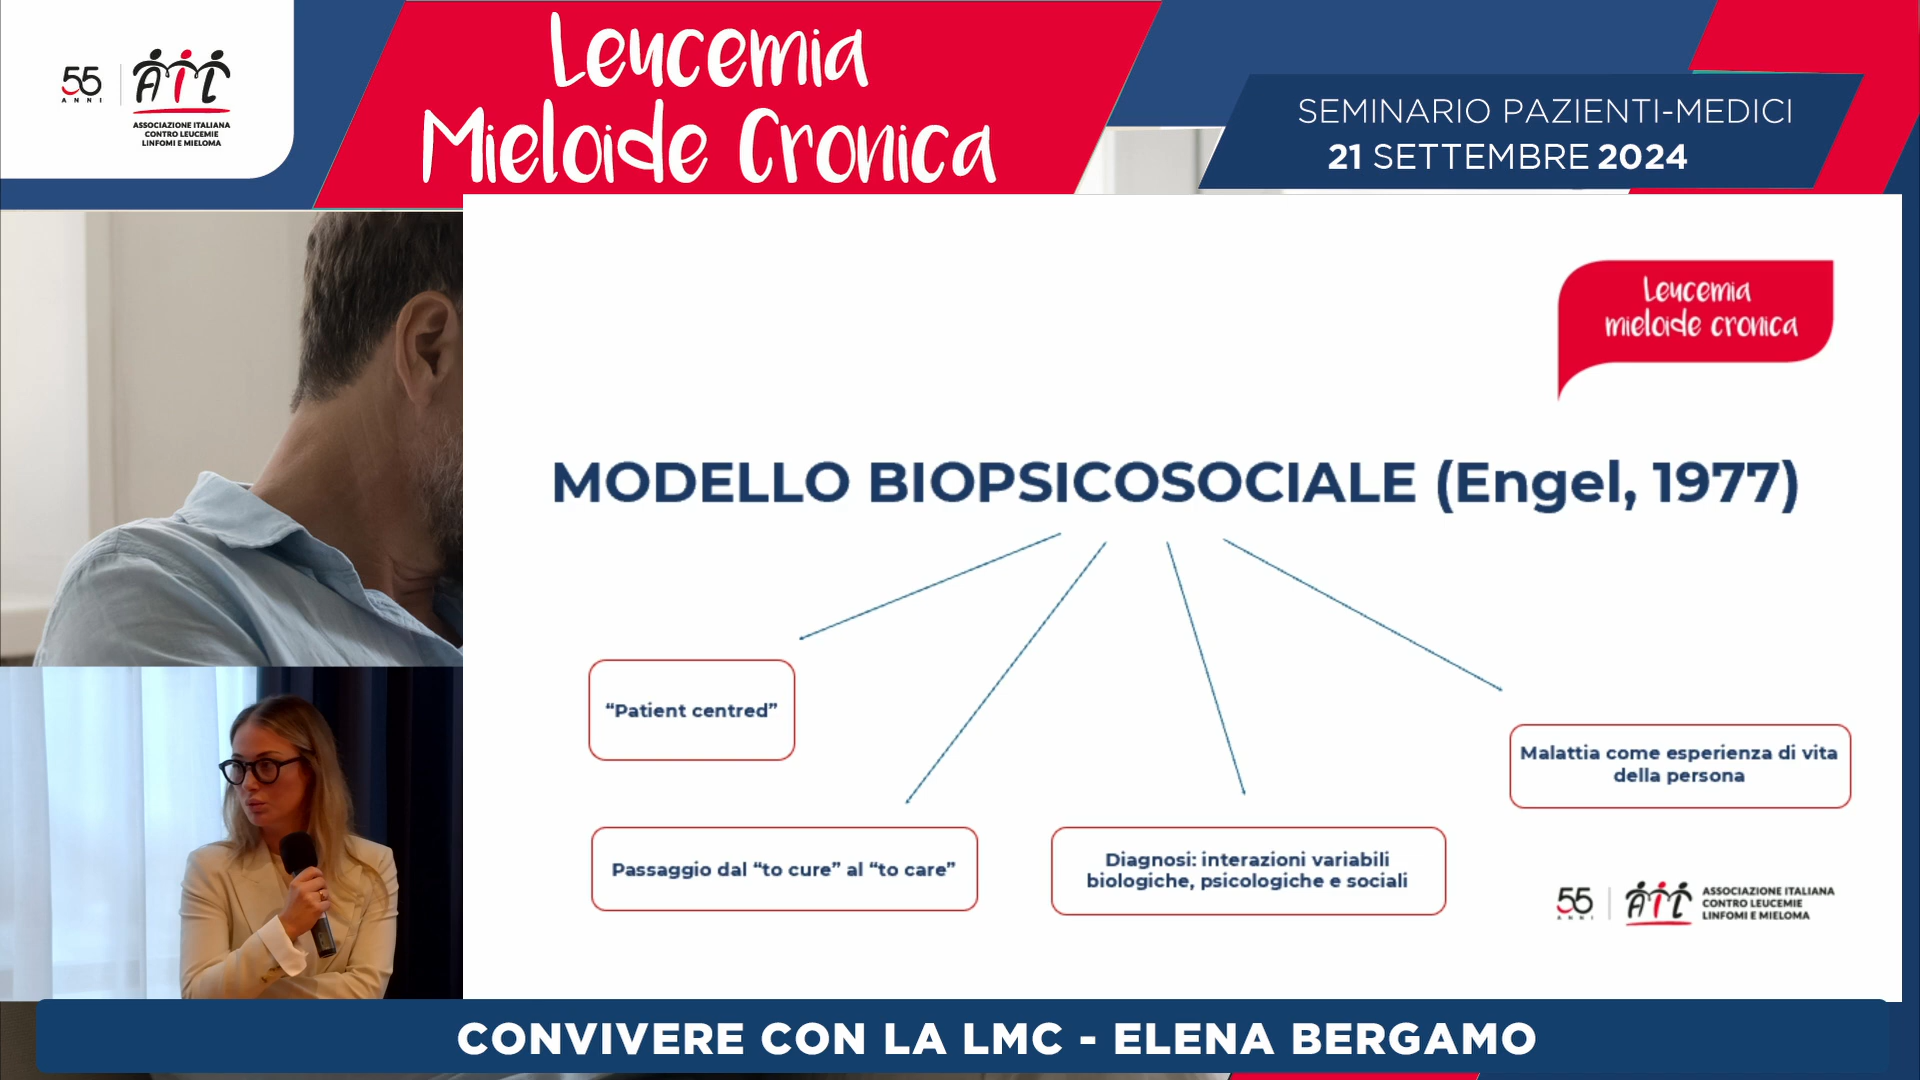 55
ANNI
AIL
ASSOCIAZIONE ITALIANA
CONTRO LEUCEMIE
LINFOMI E MIELOMA
Leucemia
Mieloide Cronica
SEMINARIO PAZIENTI-MEDICI
21 SETTEMBRE 2024
Leucemia
mieloide cronica
MODELLO BIOPSICOSOCIALE (Engel, 1977)
“Patient centred”
Malattia come esperienza di vita
della persona
Passaggio dal “to cure” al “to care”
Diagnosi: interazioni variabili
biologiche, psicologiche e sociali
55
ANNI
AIL
ASSOCIAZIONE ITALIANA
CONTRO LEUCEMIE
LINFOMI E MIELOMA
CONVIVERE CON LA LMC - ELENA BERGAMO